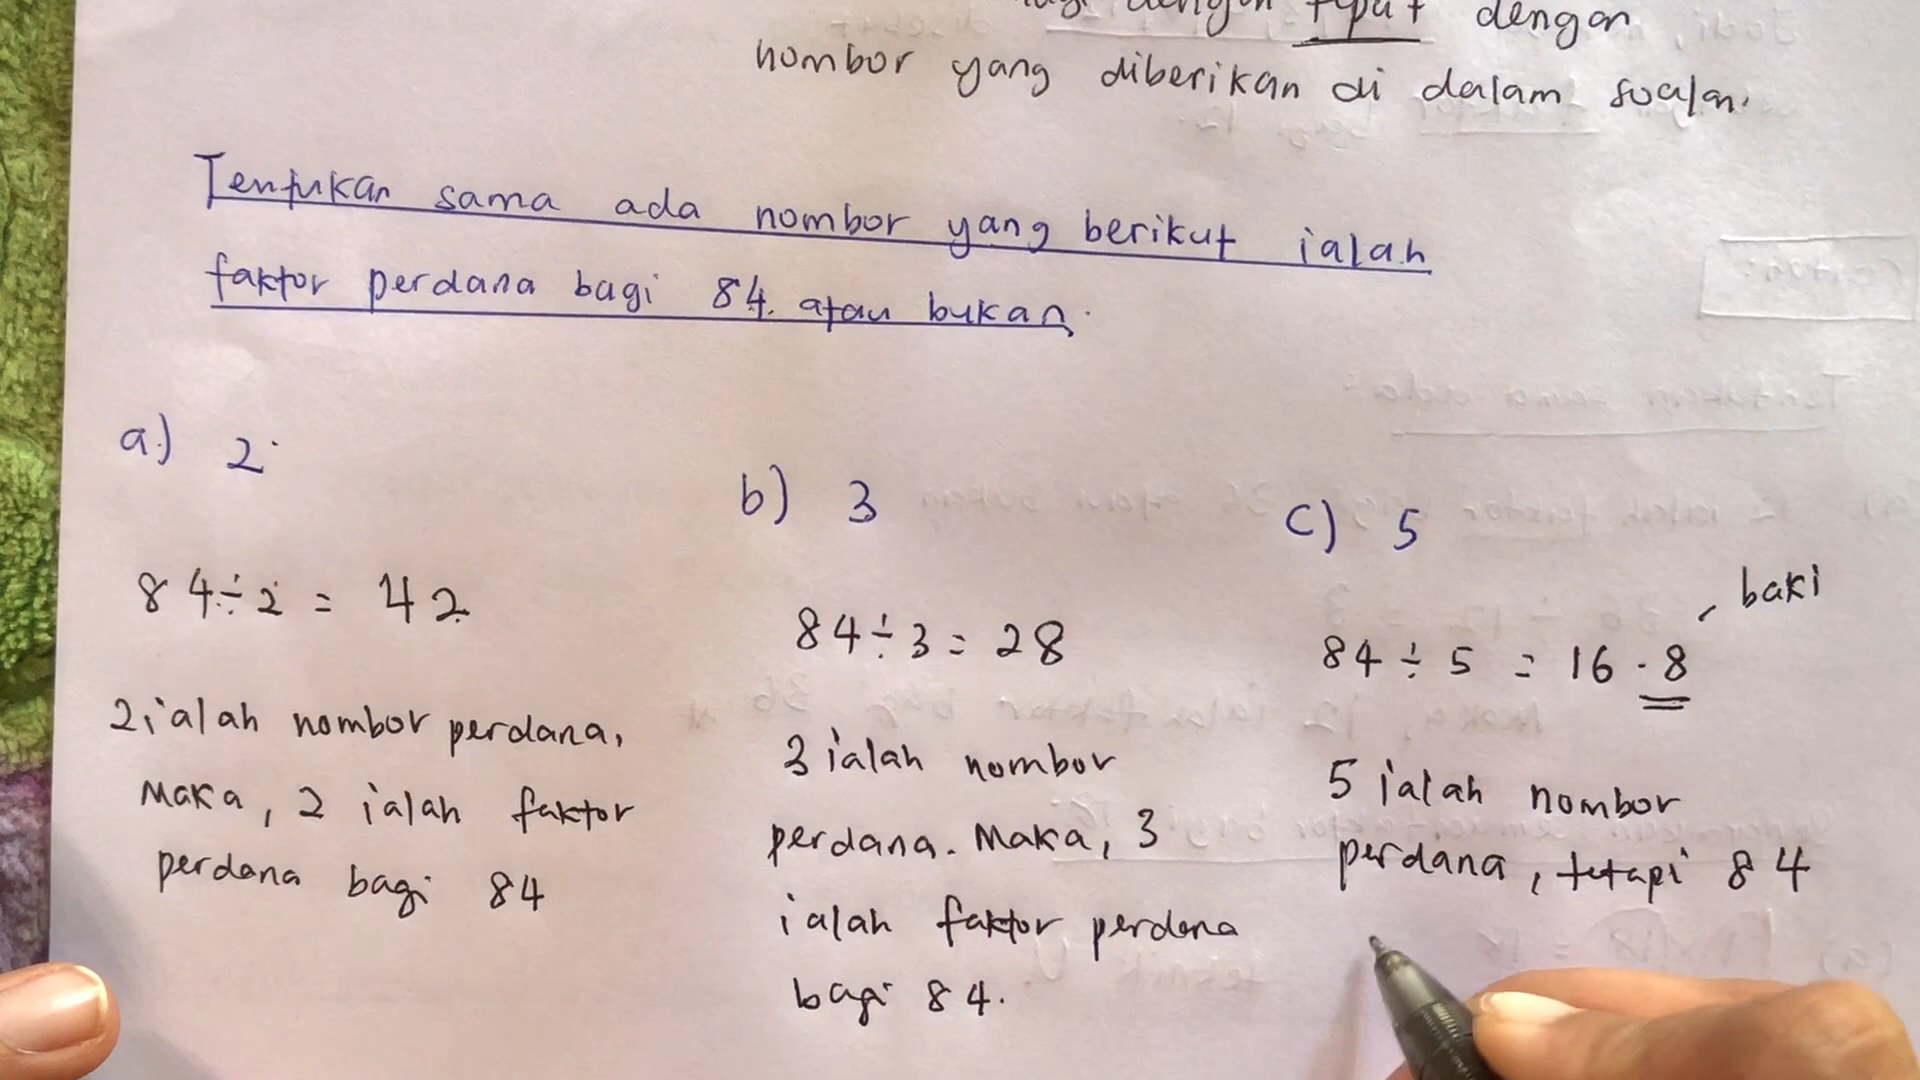 dengan tepat dengan
nombor yang diberikan di dalam soalan.
Tentukan sama ada nombor yang berikut ialah
faktor perdana bagi 84 atau bukan.
a) 2
84 ÷ 2 = 42
2 ialah nombor perdana,
Maka, 2 ialah faktor
perdana bagi 84
b) 3
84 ÷ 3 = 28
3 ialah nombor
perdana. Maka, 3
ialah faktor perdana
bagi 84.
c) 5
baki
84 ÷ 5 = 16.8
5 ialah nombor
perdana, tetapi 84